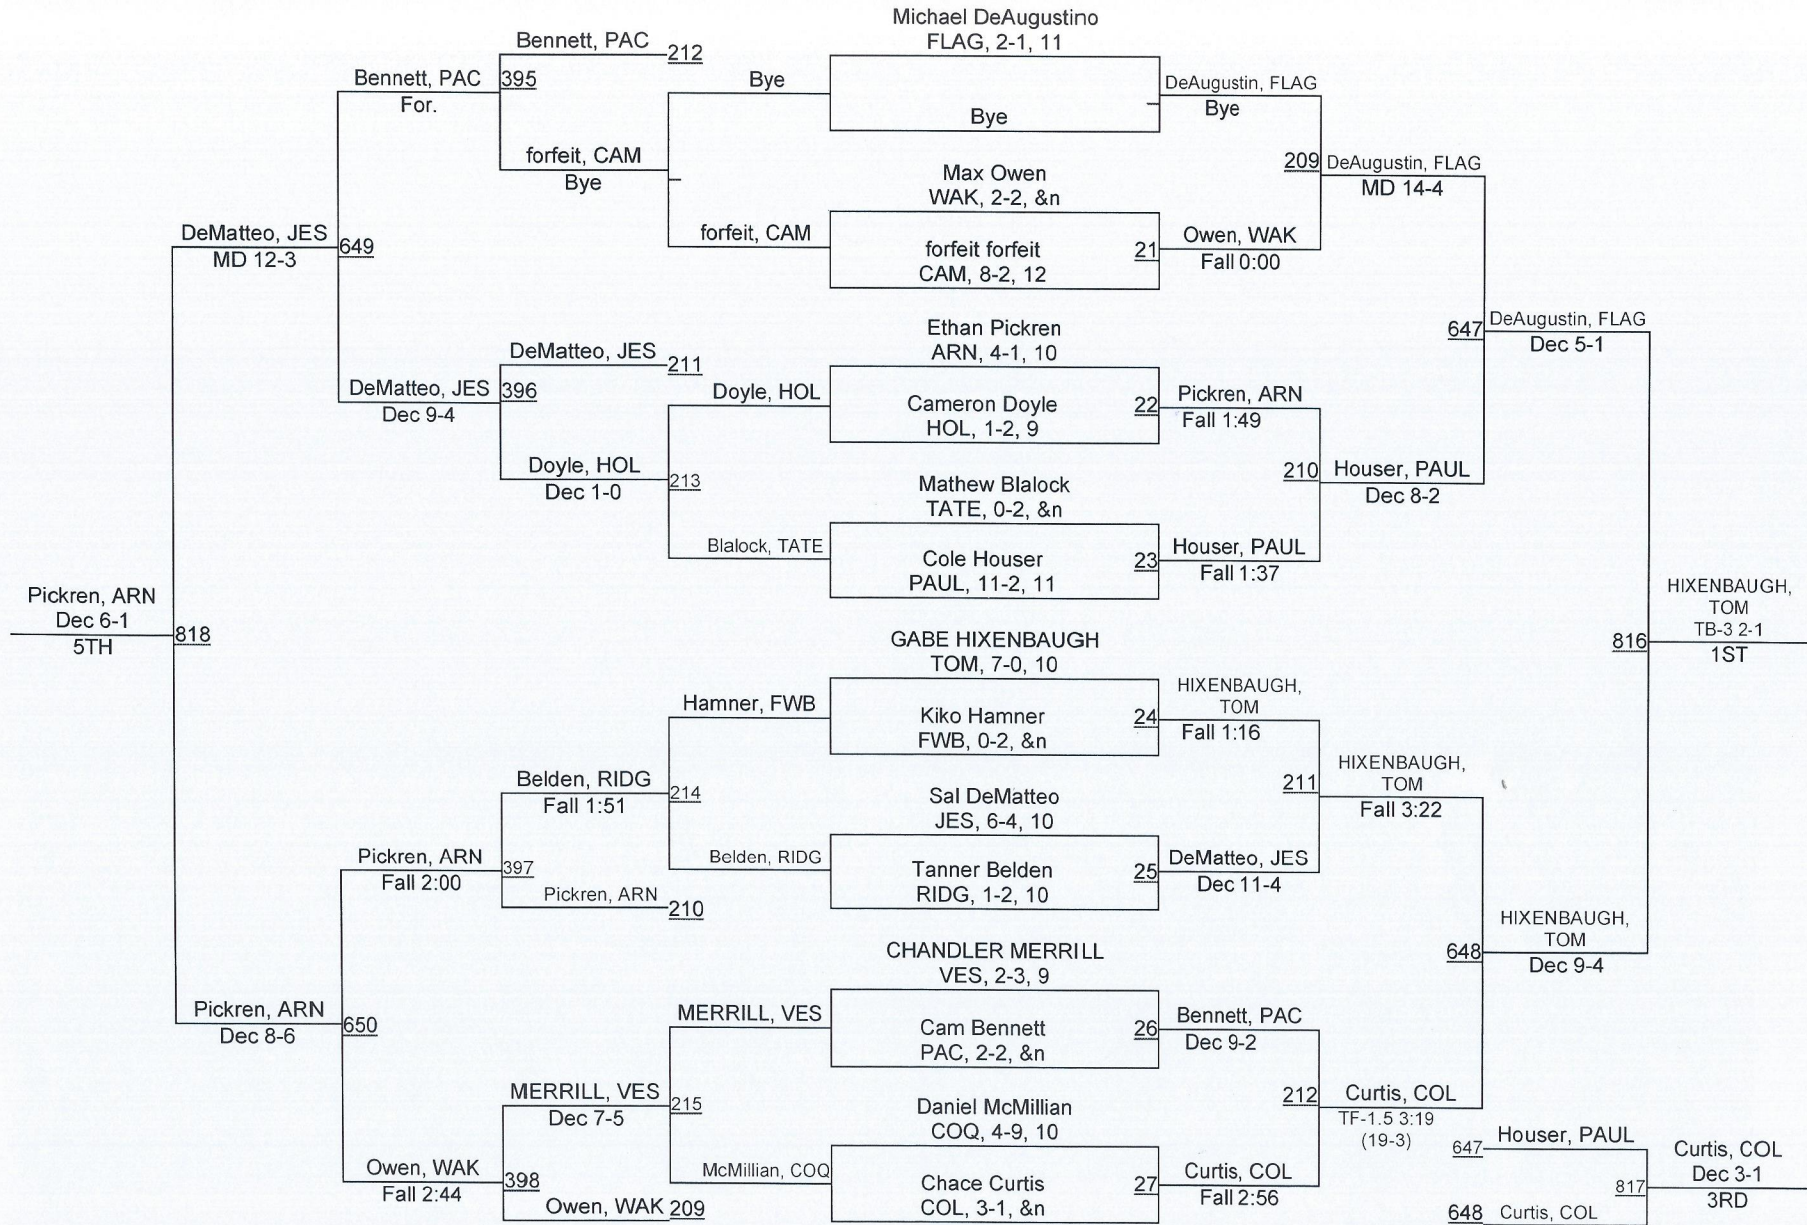 Michael DeAugustino
FLAG, 2-1, 11
Bye
Max Owen
WAK, 2-2, &n
forfeit forfeit
CAM, 8-2, 12
21
Ethan Pickren
ARN, 4-1, 10
Cameron Doyle
HOL, 1-2, 9
22
Mathew Blalock
TATE, 0-2, &n
Cole Houser
PAUL, 11-2, 11
23
GABE HIXENBAUGH
TOM, 7-0, 10
Kiko Hamner
FWB, 0-2, &n
24
Sal DeMatteo
JES, 6-4, 10
Tanner Belden
RIDG, 1-2, 10
25
CHANDLER MERRILL
VES, 2-3, 9
Cam Bennett
PAC, 2-2, &n
26
Daniel McMillian
COQ, 4-9, 10
Chace Curtis
COL, 3-1, &n
27
DeAugustin, FLAG
Bye
Owen, WAK
Fall 0:00
Pickren, ARN
Fall 1:49
Houser, PAUL
Fall 1:37
HIXENBAUGH,
TOM
Fall 1:16
DeMatteo, JES
Dec 11-4
Bennett, PAC
Dec 9-2
Curtis, COL
Fall 2:56
209
DeAugustin, FLAG
MD 14-4
210
Houser, PAUL
Dec 8-2
211
HIXENBAUGH,
TOM
Fall 3:22
212
Curtis, COL
TF-1.5 3:19
(19-3)
647
DeAugustin, FLAG
Dec 5-1
648
HIXENBAUGH,
TOM
Dec 9-4
816
HIXENBAUGH,
TOM
TB-3 2-1
1ST
647
Houser, PAUL
648
Curtis, COL
817
Curtis, COL
Dec 3-1
3RD
Bye
forfeit, CAM
Doyle, HOL
Blalock, TATE
Hamner, FWB
Belden, RIDG
MERRILL, VES
McMillian, COQ
Bennett, PAC
212
forfeit, CAM
Bye
DeMatteo, JES
211
Doyle, HOL
Dec 1-0
213
Belden, RIDG
Fall 1:51
214
Pickren, ARN
210
MERRILL, VES
Dec 7-5
215
Owen, WAK
209
Bennett, PAC
For.
395
DeMatteo, JES
Dec 9-4
396
Pickren, ARN
Fall 2:00
397
Owen, WAK
Fall 2:44
398
DeMatteo, JES
MD 12-3
649
Pickren, ARN
Dec 8-6
650
Pickren, ARN
Dec 6-1
5TH
818